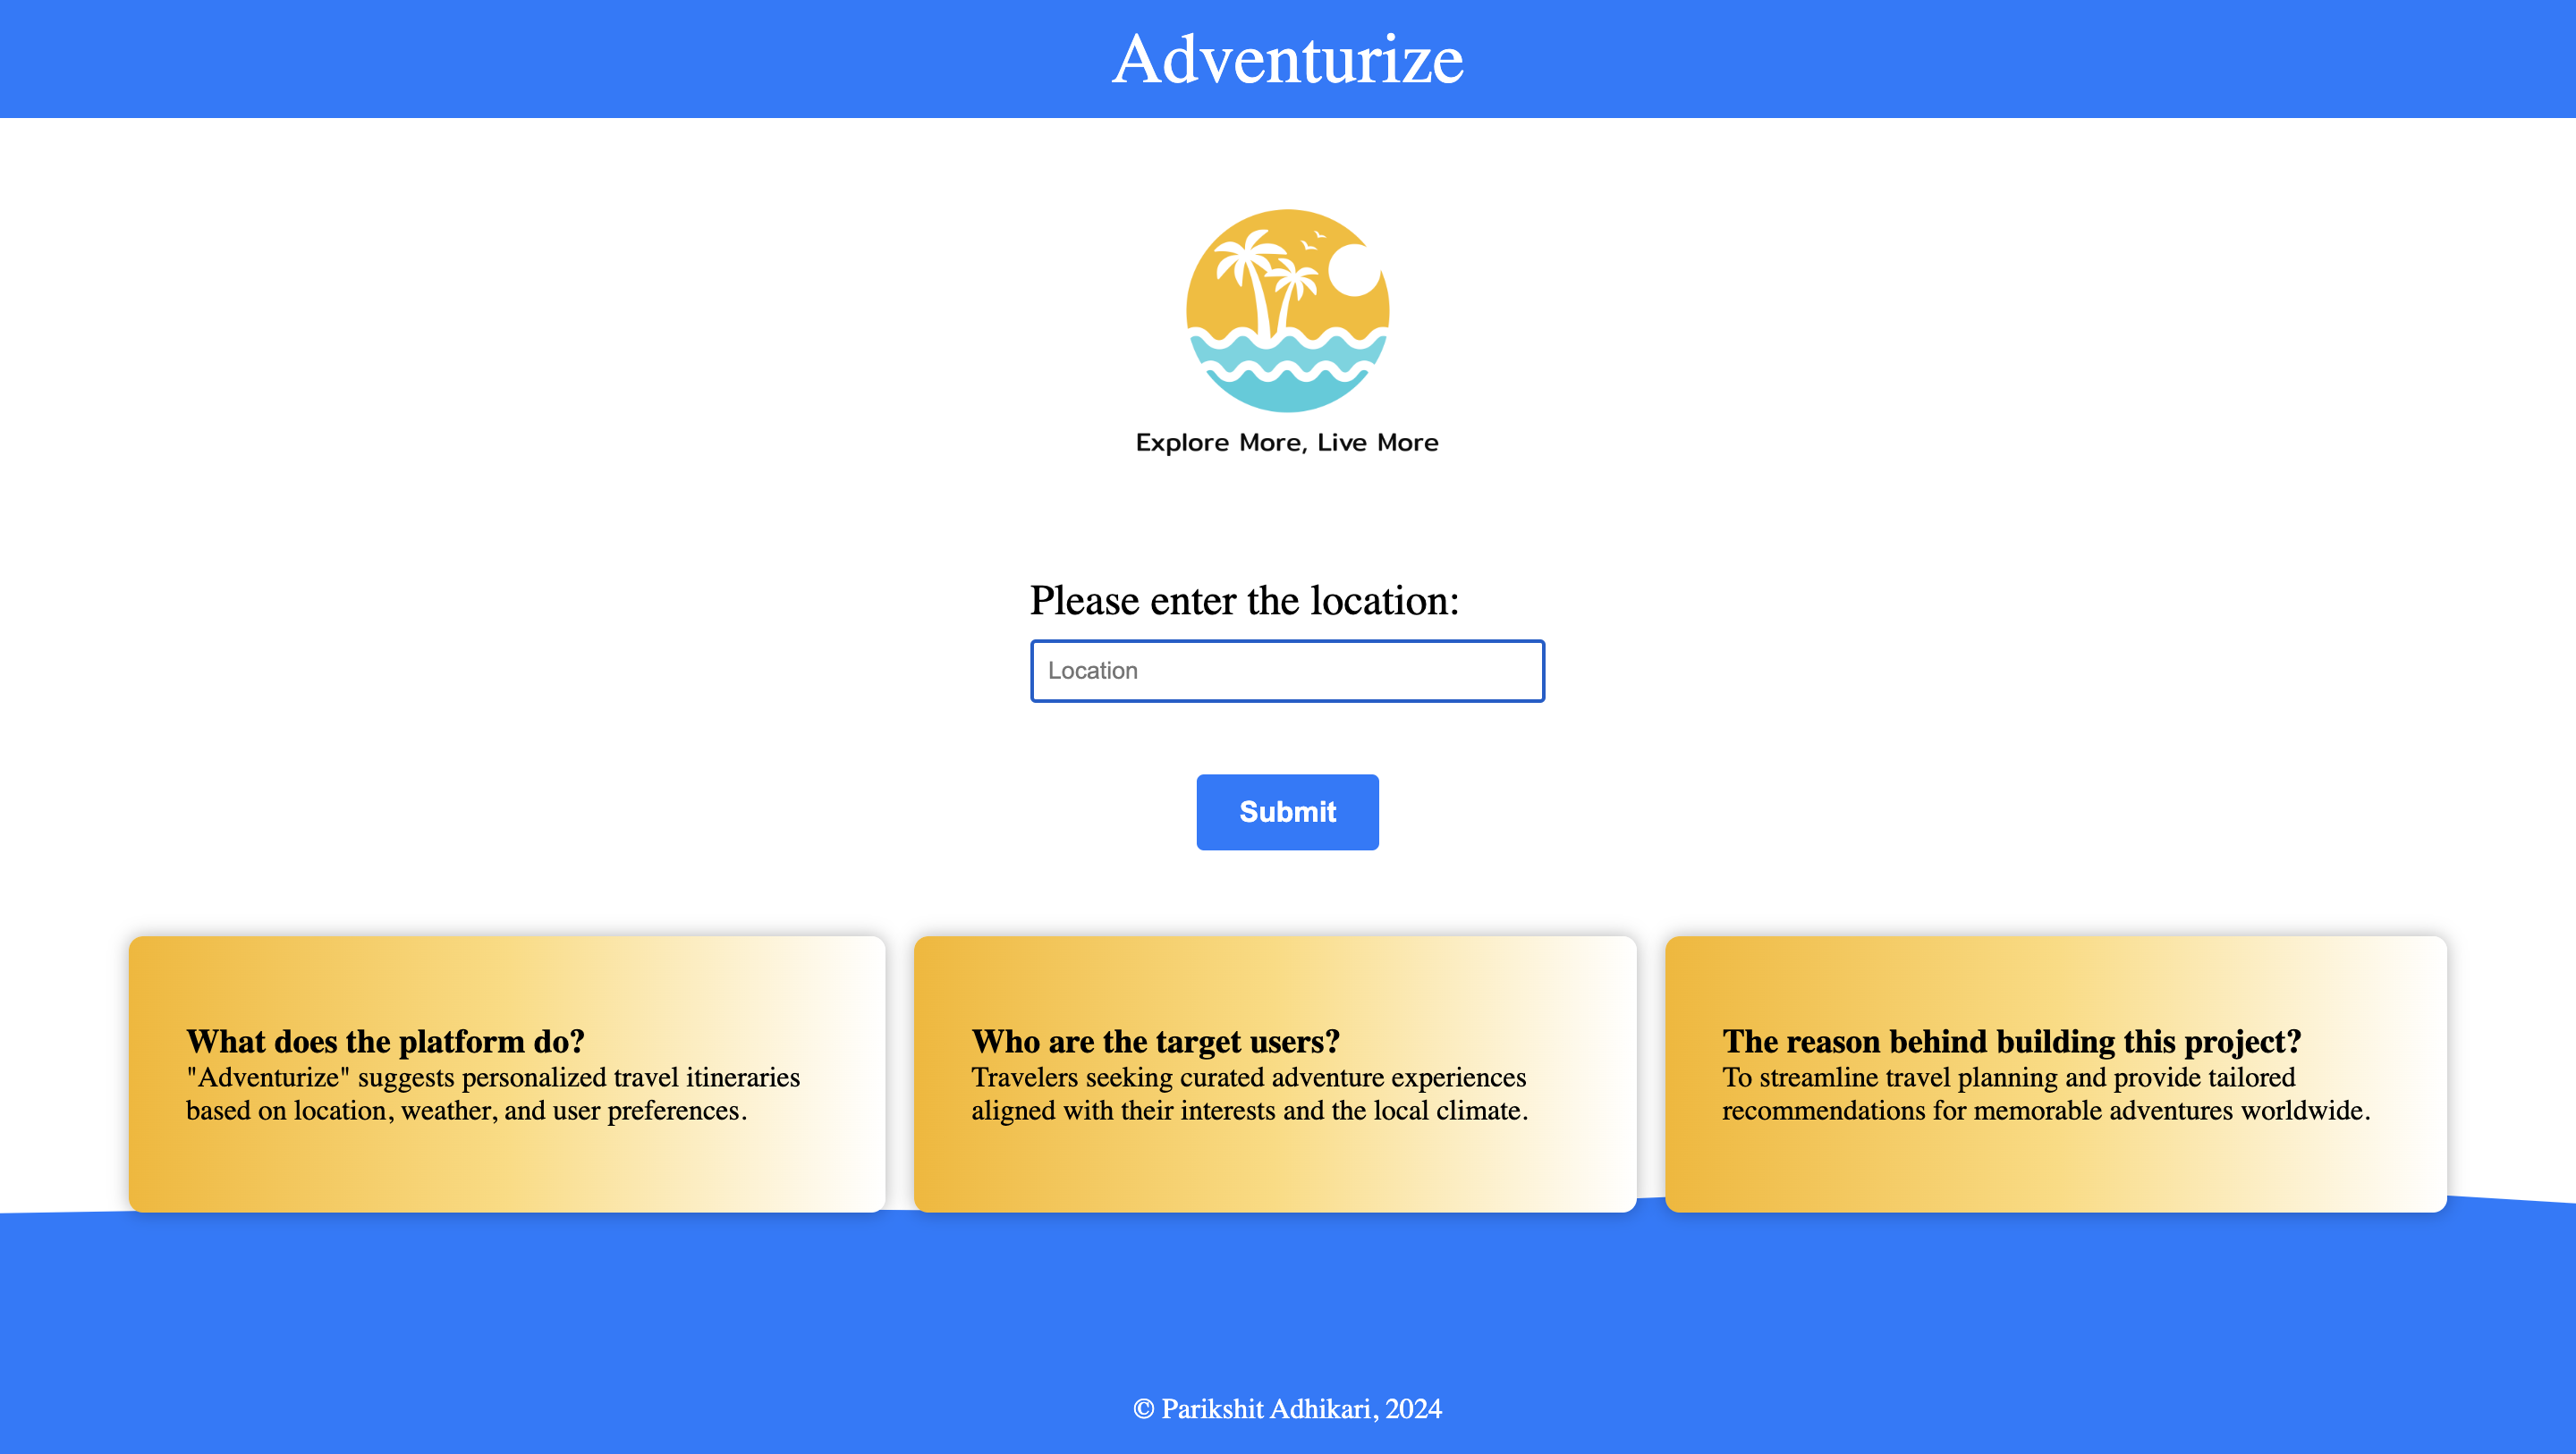 Adventurize
Explore More, Live More
Please enter the location:
Location
Submit
What does the platform do?
"Adventurize" suggests personalized travel itineraries
based on location, weather, and user preferences.
Who are the target users?
Travelers seeking curated adventure experiences
aligned with their interests and the local climate.
The reason behind building this project?
To streamline travel planning and provide tailored
recommendations for memorable adventures worldwide.
© Parikshit Adhikari, 2024